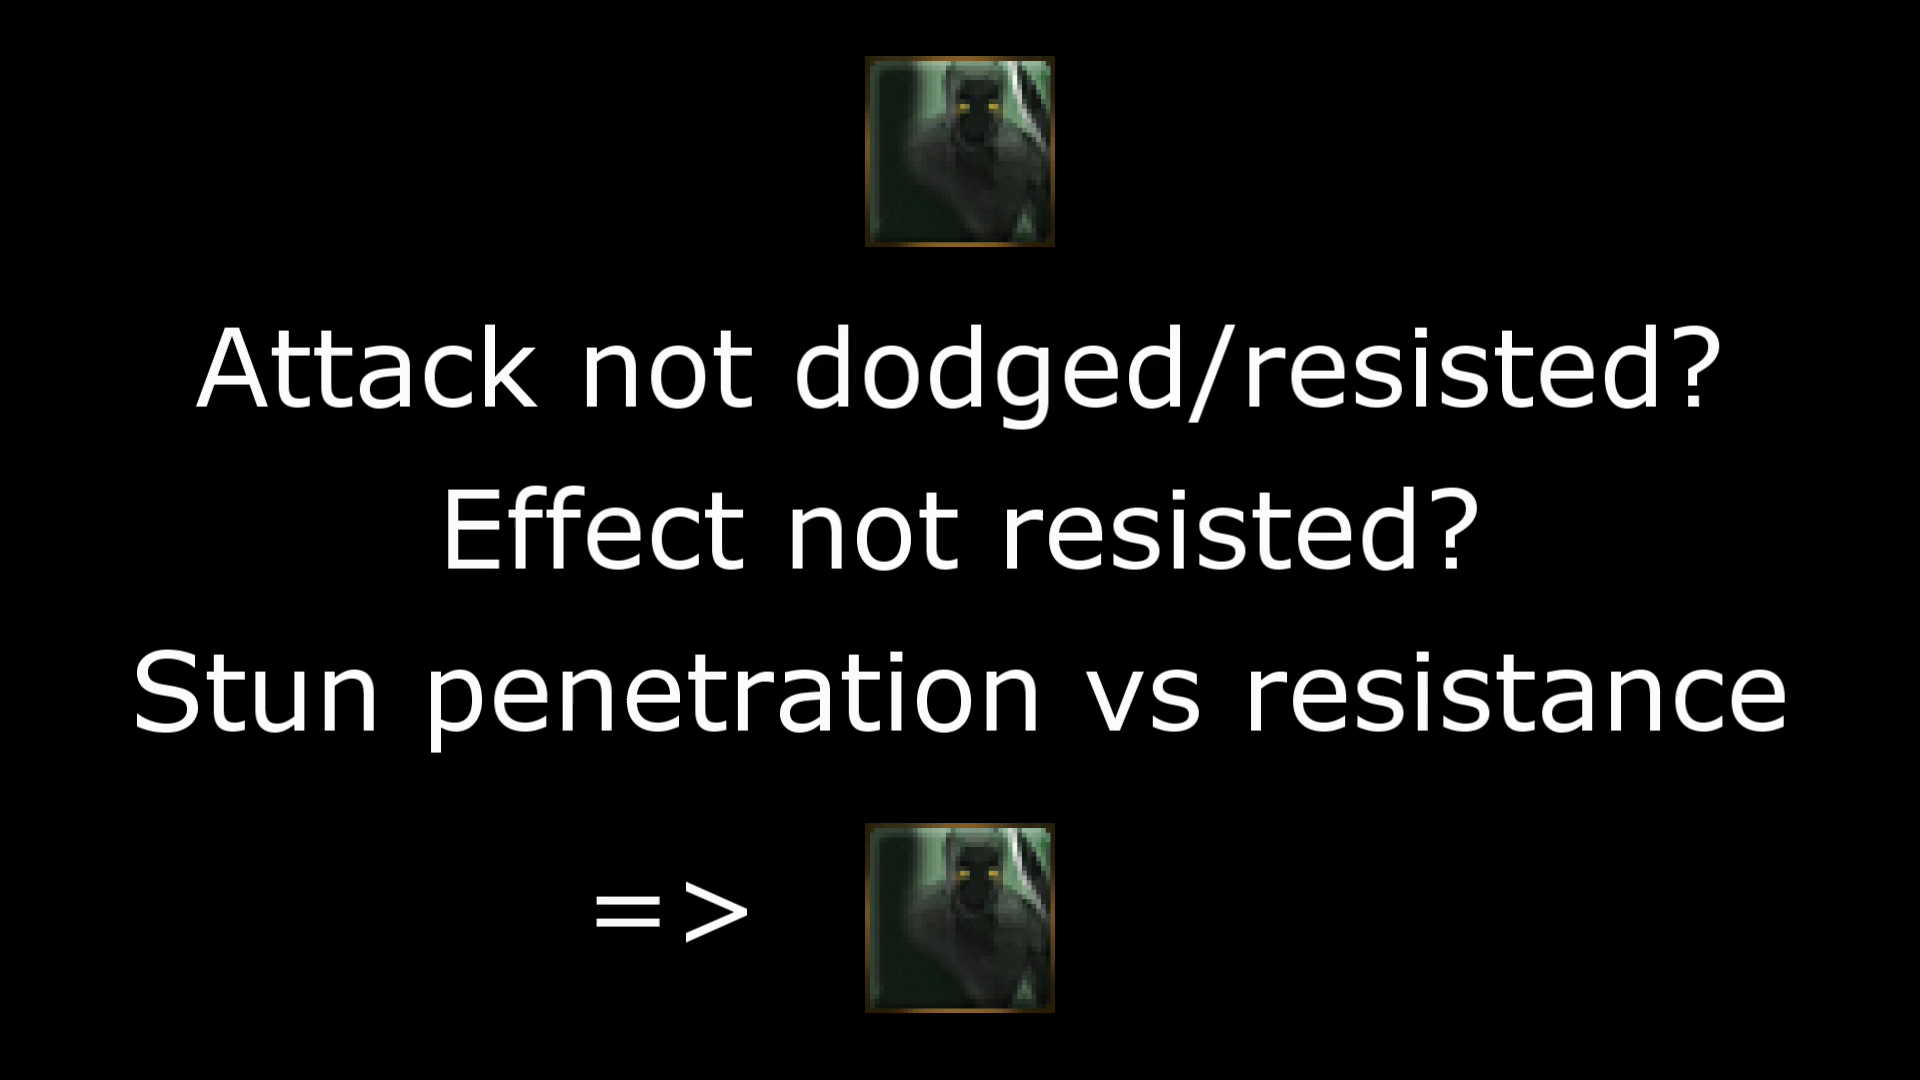 Attack not dodged/resisted?
Effect not resisted?
Stun penetration vs resistance
=>